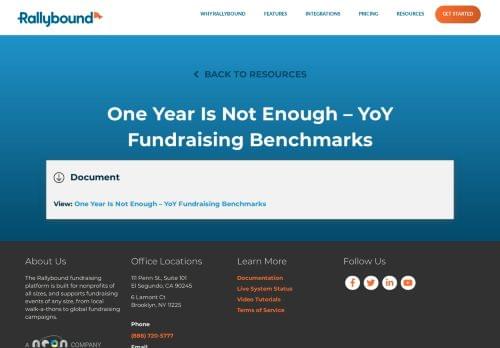 Rallybound
WHY RALLYBOUND
FEATURES
INTEGRATIONS
PRICING
RESOURCES
GET STARTED
BACK TO RESOURCES
One Year Is Not Enough – YoY
Fundraising Benchmarks
Document
View: One Year Is Not Enough – YoY Fundraising Benchmarks
About Us
The Rallybound fundraising
platform is built for nonprofits of
all sizes, and supports fundraising
events of any size, from local
walk-a-thons to global fundraising
campaigns.
A neon COMPANY
Office Locations
111 Penn St., Suite 101
El Segundo, CA 90245
6 Lamont Ct
Brooklyn, NY 11225
Phone
(888) 720-5777
Email
Learn More
Documentation
Live System Status
Video Tutorials
Terms of Service
Follow Us